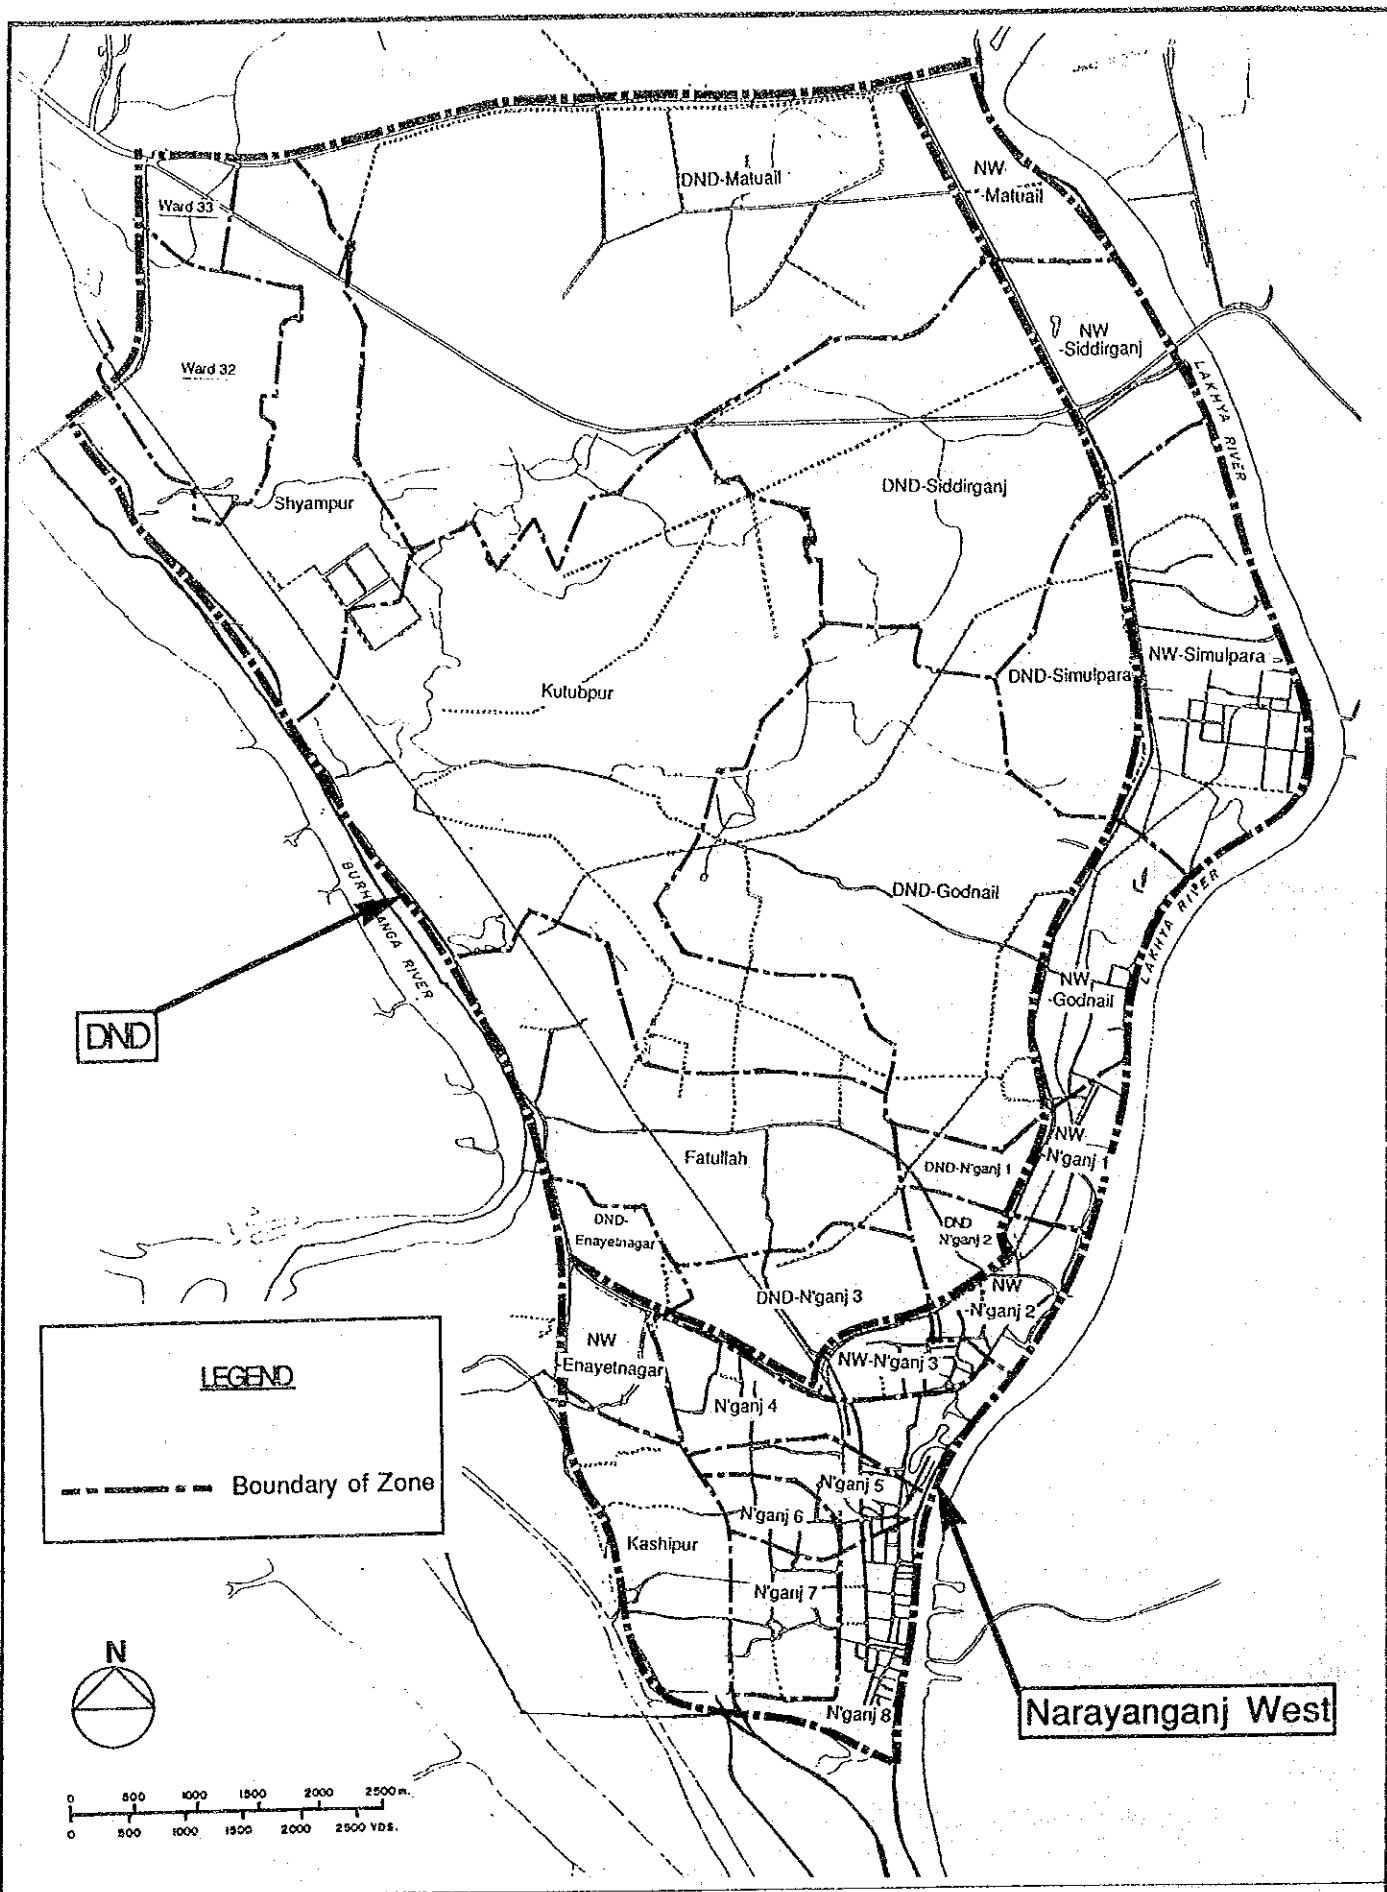 DND-Matuail
NW
-Matuail
Ward 33
NW
-Siddirganj
Ward 32
LAKHYA RIVER
DND-Siddirganj
Shyampur
NW-Simulpara
DND-Simulpara
Kutubpur
DND-Godnail
LAKHYA RIVER
RIVER
NW
-Godnail
DND
NW
-N'ganj 1
Fatullah
DND-N'ganj 1
DND-
Enayetnagar
DND
N'ganj 2
DND-N'ganj 3
NW
-N'ganj 2
NW
-Enayetnagar
NW-N'ganj 3
LEGEND
N'ganj 4
Boundary of Zone
N'ganj 5
N'ganj 6
Kashipur
N'ganj 7
N
Narayanganj West
N'ganj 8
0 500 1000 1500 2000 2500 m.
0 500 1000 1500 2000 2500 YDS.